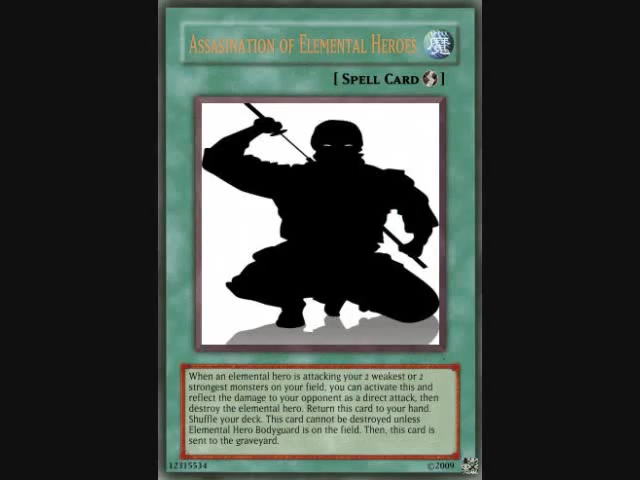 Assasination of Elemental Heroes 魔
[ Spell Card ]
When an elemental hero is attacking your 2 weakest or 2
strongest monsters on your field, you can activate this and
reflect the damage to your opponent as a direct attack, then
destroy the elemental hero. Return this card to your hand.
Shuffle your deck. This card cannot be destroyed unless
Elemental Hero Bodyguard is on the field. Then, this card is
sent to the graveyard.
12315534 ©2009